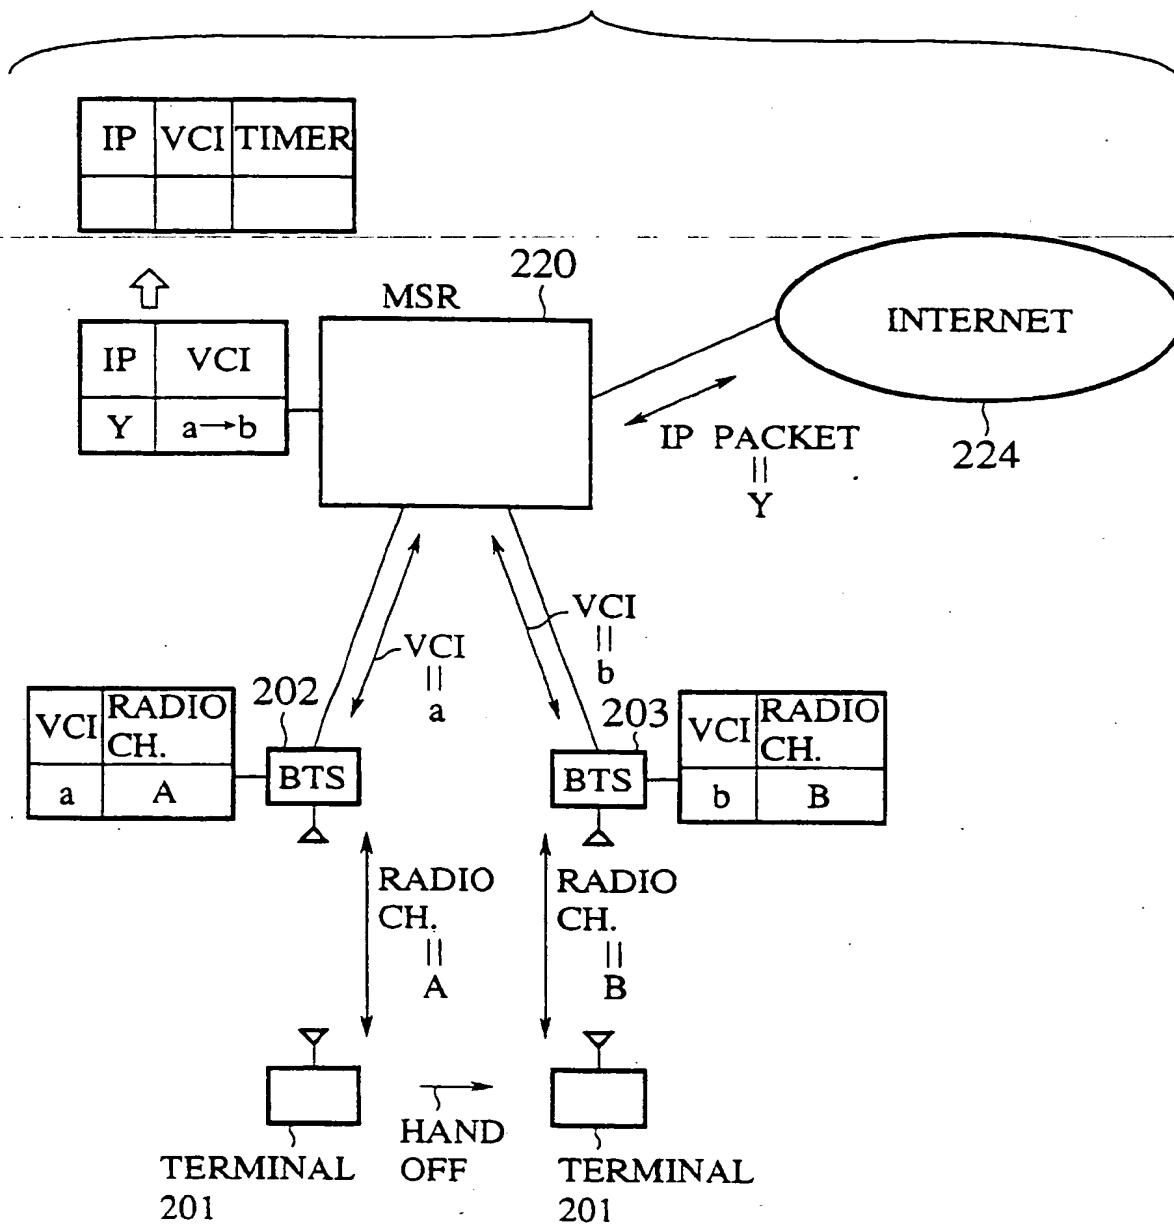 IP VCI TIMER
220
MSR
INTERNET
IP VCI
Y a→b
IP PACKET
||
Y
224
VCI
||
b
VCI
||
a
202
203
VCI RADIO CH.
a A
BTS
BTS
VCI RADIO CH.
b B
RADIO
CH.
||
A
RADIO
CH.
||
B
HAND
OFF
TERMINAL
201
TERMINAL
201